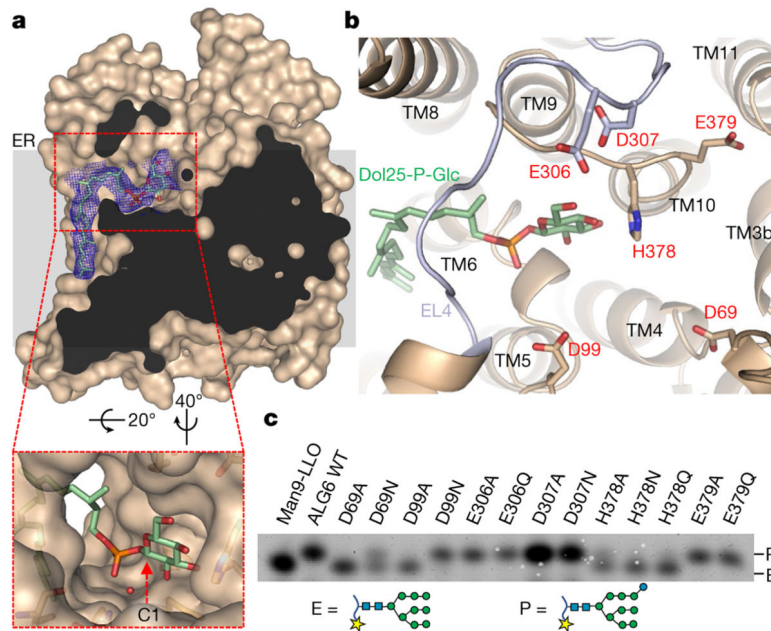 a
ER
20°
40°
C1
b
TM11
TM8
TM9
E379
D307
Dol25-P-Glc
E306
TM10
TM3b
TM6
H378
EL4
TM4
D69
TM5
D99
c
Man9-LLO
ALG6 WT
D69A
D69N
D99A
D99N
E306A
E306Q
D307A
D307N
H378A
H378N
H378Q
E379A
E379Q
E =
P =